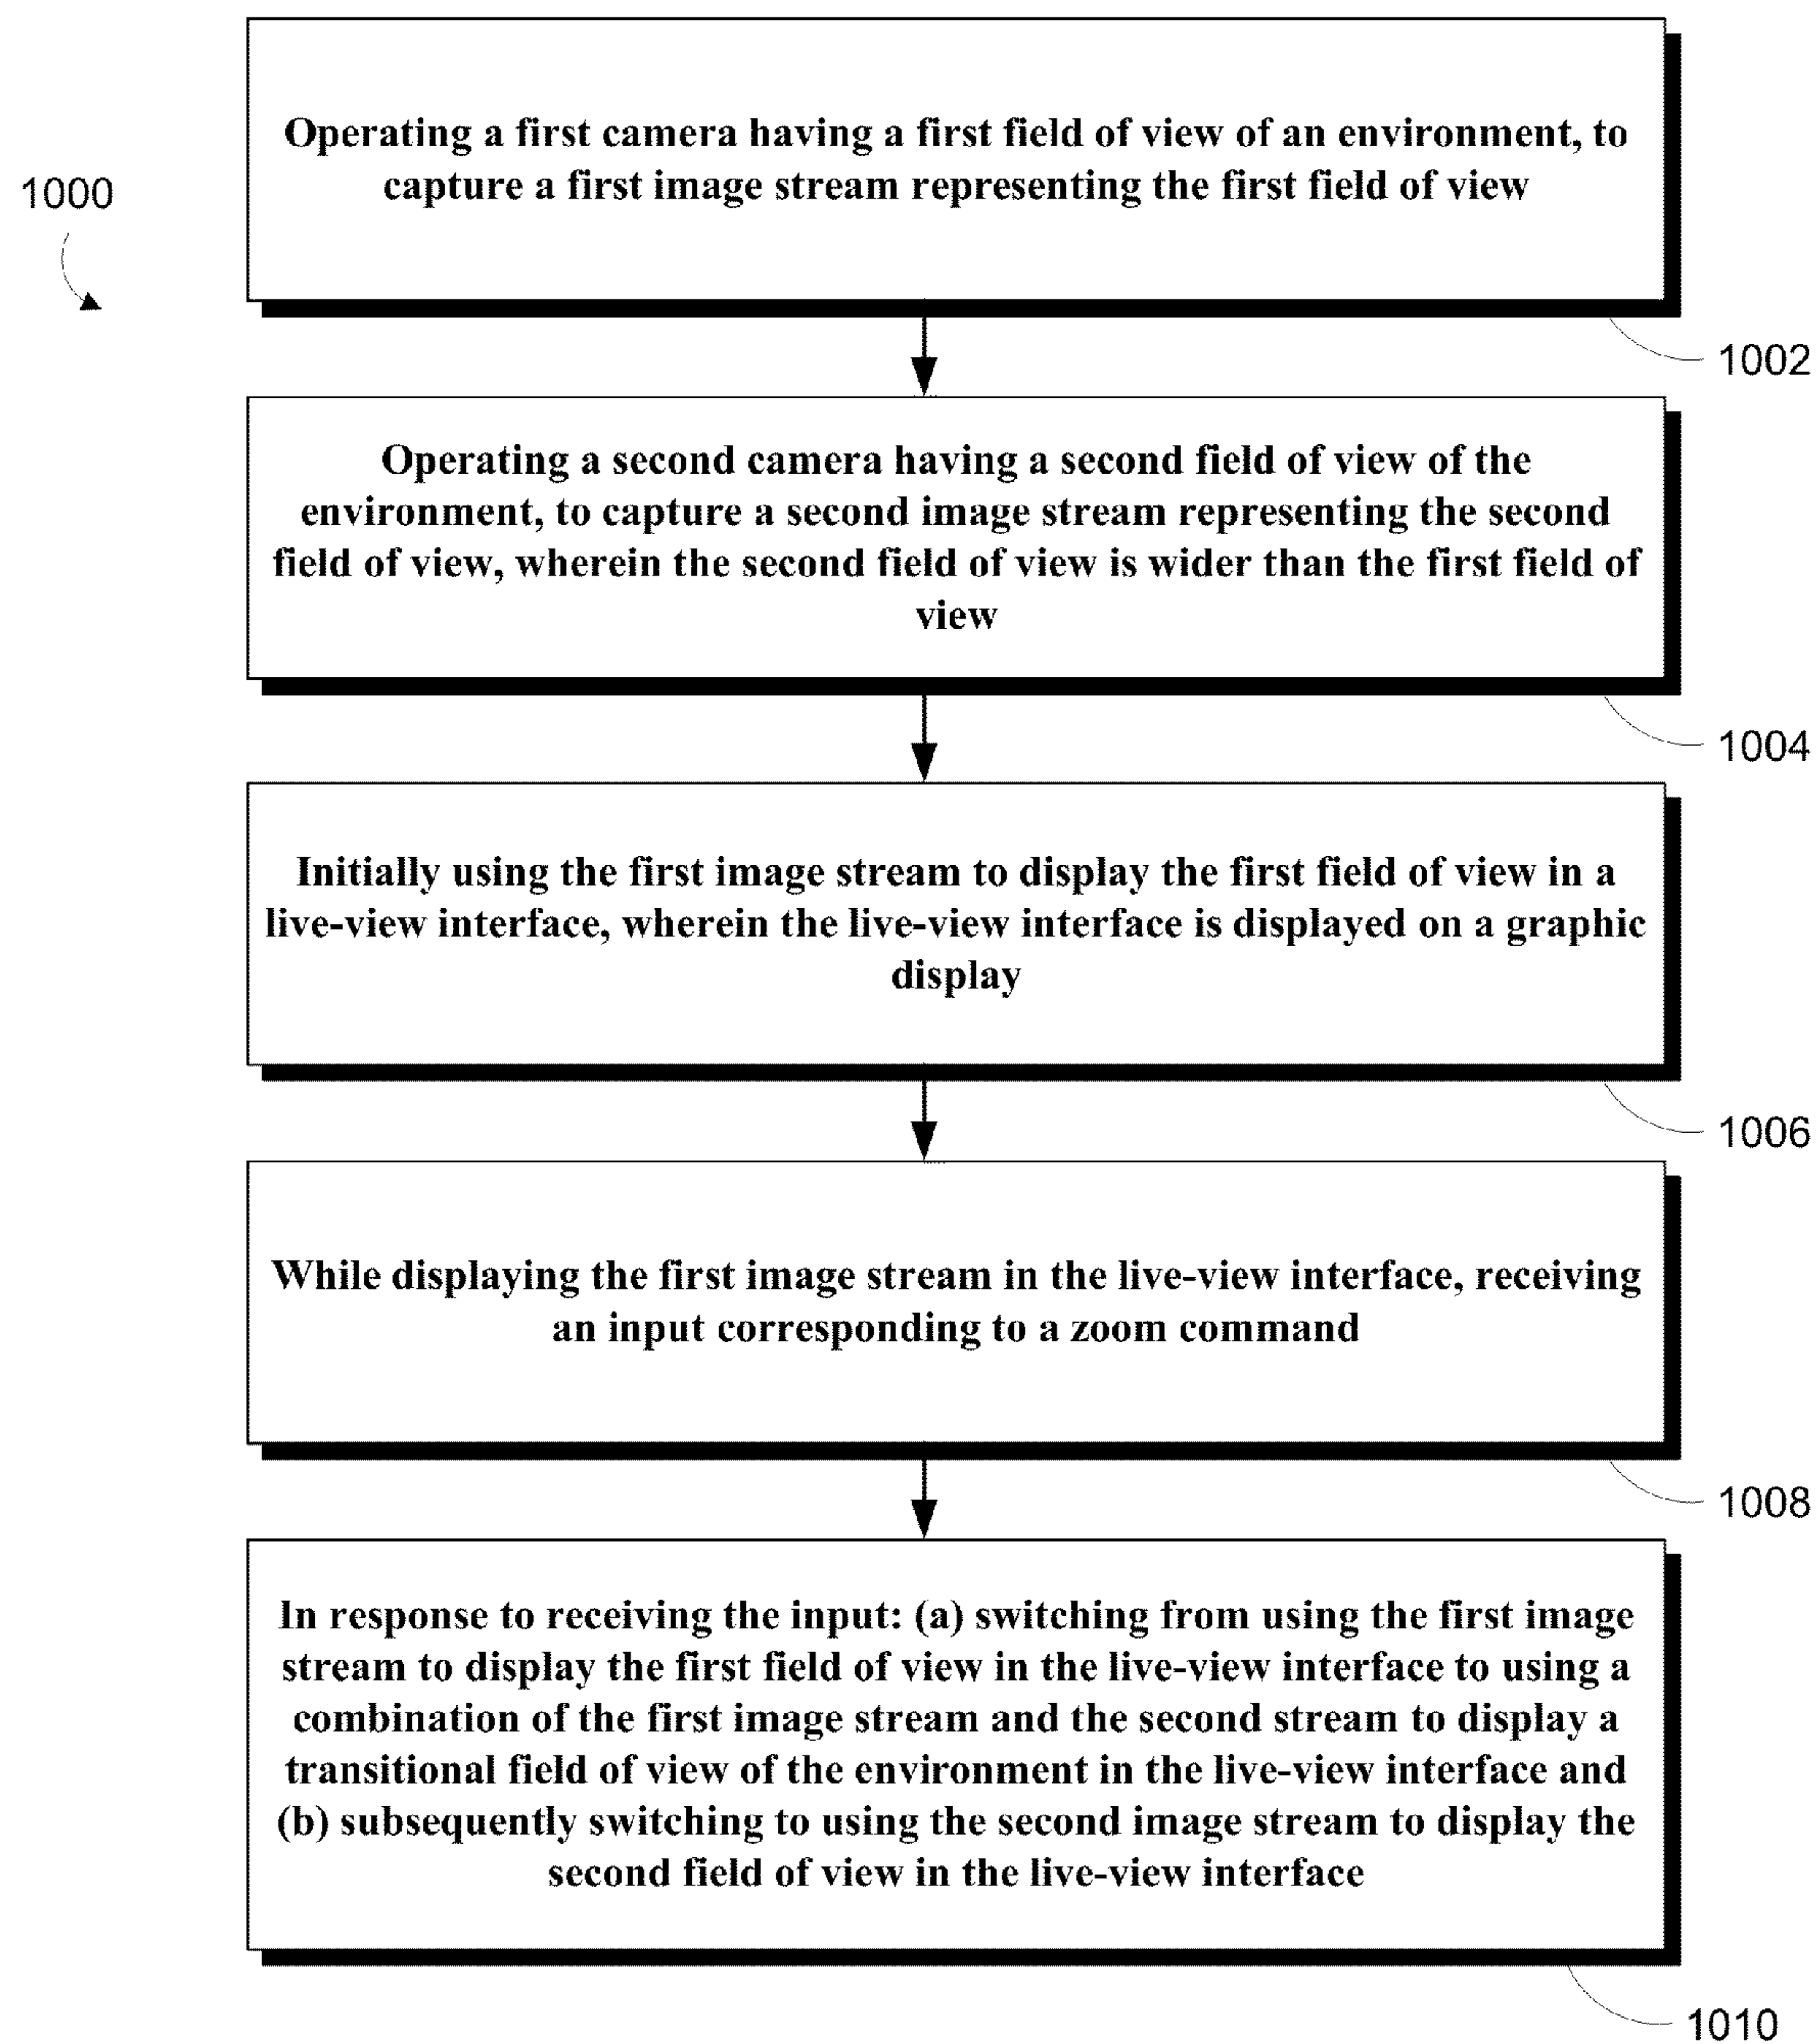 Operating a first camera having a first field of view of an environment, to
capture a first image stream representing the first field of view
1000
1002
Operating a second camera having a second field of view of the
environment, to capture a second image stream representing the second
field of view, wherein the second field of view is wider than the first field of
view
1004
Initially using the first image stream to display the first field of view in a
live-view interface, wherein the live-view interface is displayed on a graphic
display
1006
While displaying the first image stream in the live-view interface, receiving
an input corresponding to a zoom command
1008
In response to receiving the input: (a) switching from using the first image
stream to display the first field of view in the live-view interface to using a
combination of the first image stream and the second stream to display a
transitional field of view of the environment in the live-view interface and
(b) subsequently switching to using the second image stream to display the
second field of view in the live-view interface
1010